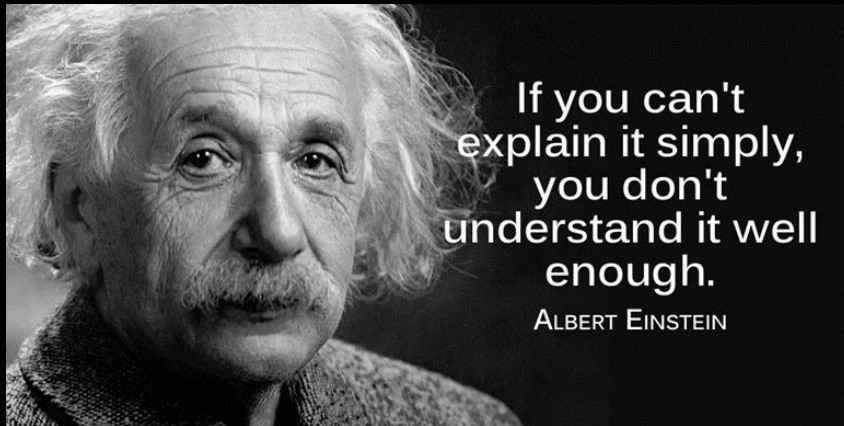 If you can't
explain it simply,
you don't
understand it well
enough.
ALBERT EINSTEIN